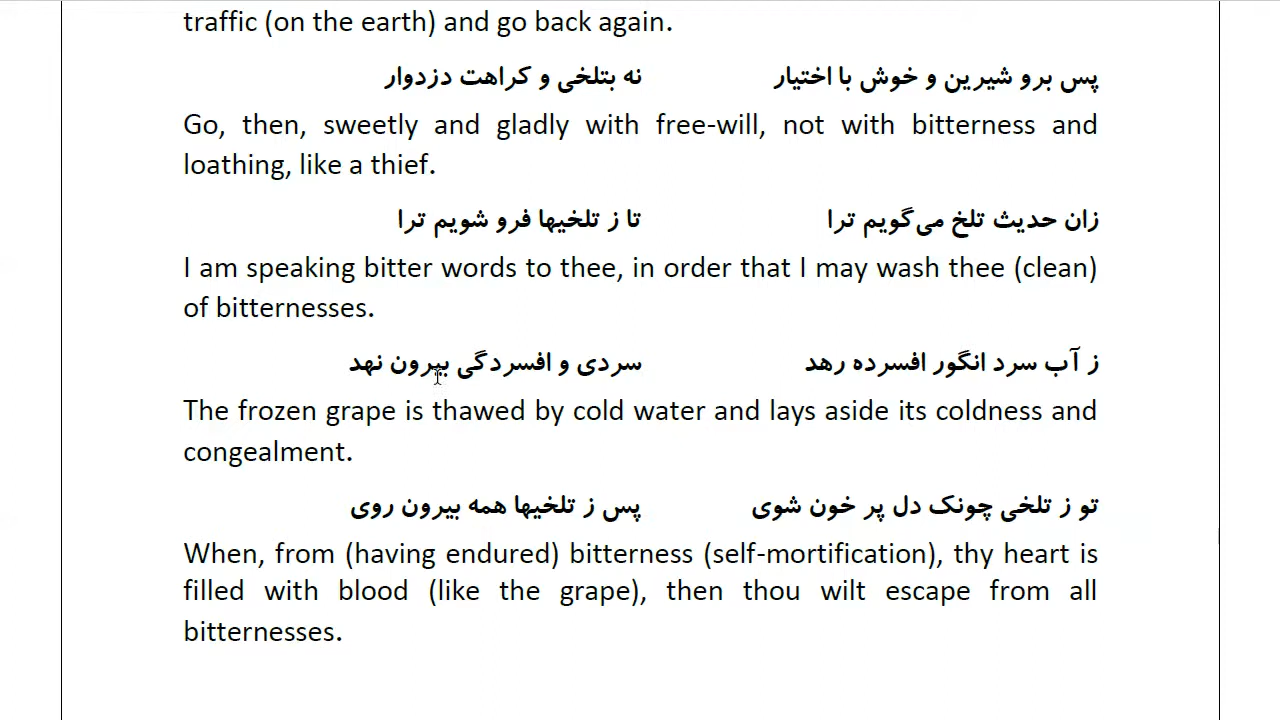 traffic (on the earth) and go back again.
پس برو شیرین و خوش با اختیار نه بتلخی و کراهت دزدوار
Go, then, sweetly and gladly with free-will, not with bitterness and
loathing, like a thief.
زان حدیث تلخ می‌گویم ترا تا ز تلخیها فرو شویم ترا
I am speaking bitter words to thee, in order that I may wash thee (clean)
of bitternesses.
ز آب سرد انگور افسرده رهد سردی و افسردگی بیرون نهد
The frozen grape is thawed by cold water and lays aside its coldness and
congealment.
تو ز تلخی چونک دل پر خون شوی پس ز تلخیها همه بیرون روی
When, from (having endured) bitterness (self-mortification), thy heart is
filled with blood (like the grape), then thou wilt escape from all
bitternesses.